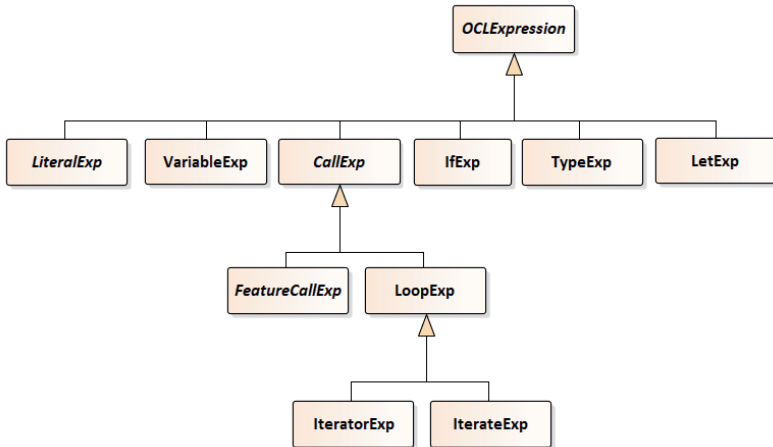 OCLExpression
LiteralExp
VariableExp
CallExp
IfExp
TypeExp
LetExp
FeatureCallExp
LoopExp
IteratorExp
IterateExp